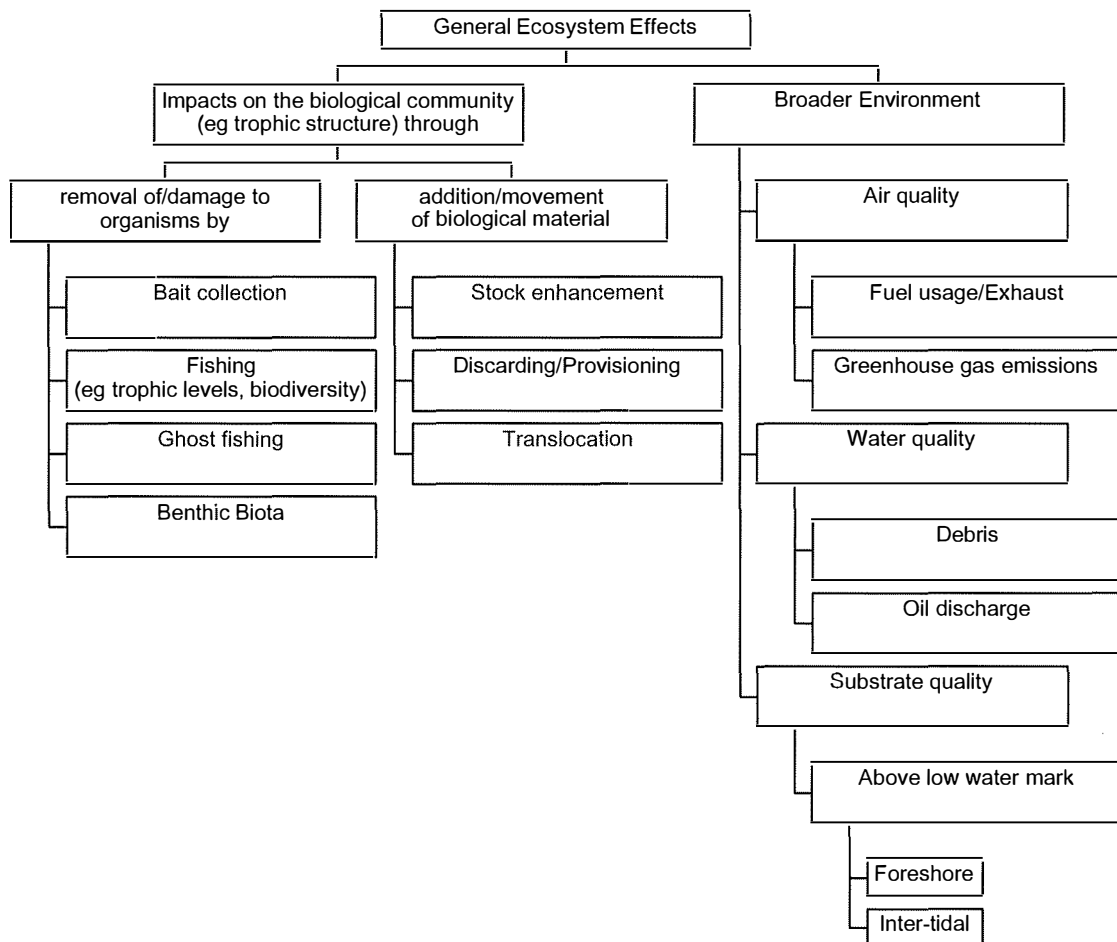 General Ecosystem Effects
Impacts on the biological community
(eg trophic structure) through
Broader Environment
removal of/damage to
organisms by
addition/movement
of biological material
Air quality
Bait collection
Stock enhancement
Fuel usage/Exhaust
Fishing
(eg trophic levels, biodiversity)
Discarding/Provisioning
Greenhouse gas emissions
Ghost fishing
Translocation
Water quality
Benthic Biota
Debris
Oil discharge
Substrate quality
Above low water mark
Foreshore
Inter-tidal